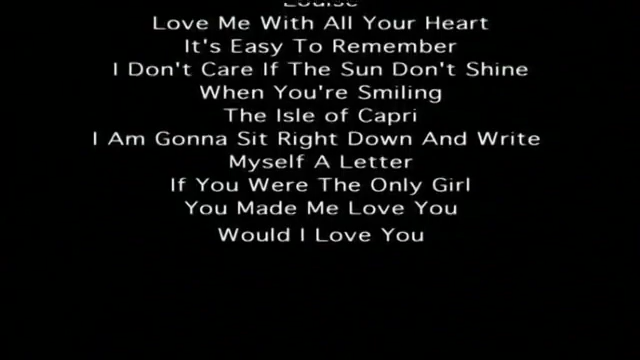 Louise
Love Me With All Your Heart
It's Easy To Remember
I Don't Care If The Sun Don't Shine
When You're Smiling
The Isle of Capri
I Am Gonna Sit Right Down And Write
Myself A Letter
If You Were The Only Girl
You Made Me Love You
Would I Love You